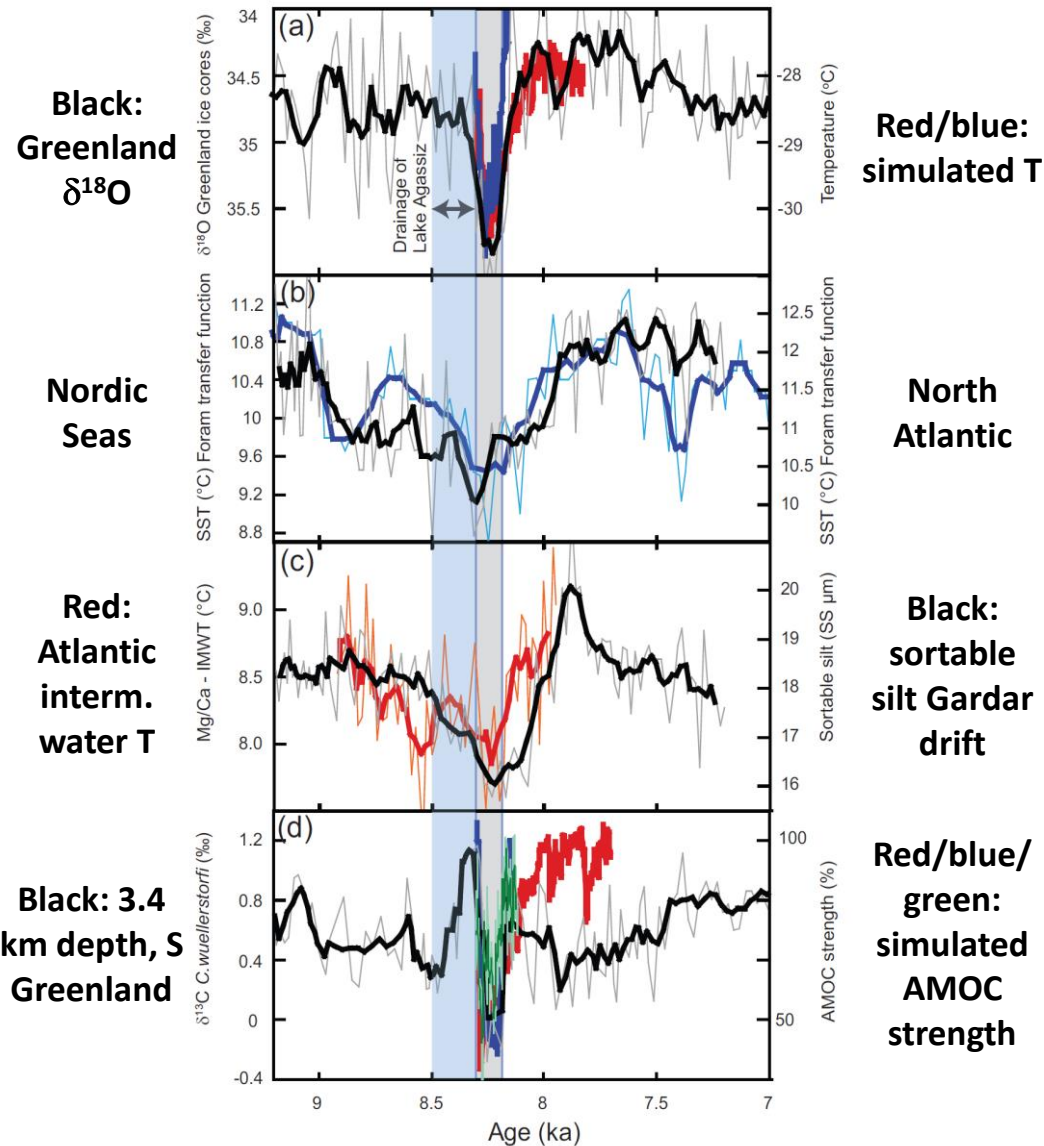 (a)
34
34.5
35
35.5
δ18O Greenland ice cores (‰)
Black:
Greenland
δ18O
Drainage of
Lake Agassiz
-28
-29
-30
Temperature (°C)
Red/blue:
simulated T
(b)
11.2
10.8
10.4
10
9.6
9.2
8.8
SST (°C) Foram transfer function
Nordic
Seas
12.5
12
11.5
11
10.5
10
SST (°C) Foram transfer function
North
Atlantic
(c)
9.0
8.5
8.0
Mg/Ca - IMWT (°C)
Red:
Atlantic
interm.
water T
20
19
18
17
16
Sortable silt (SS µm)
Black:
sortable
silt Gardar
drift
(d)
1.2
0.8
0.4
0
-0.4
δ13C C.wuellerstorfi (‰)
Black: 3.4
km depth, S
Greenland
100
50
AMOC strength (%)
Red/blue/
green:
simulated
AMOC
strength
9
8.5
8
7.5
7
Age (ka)